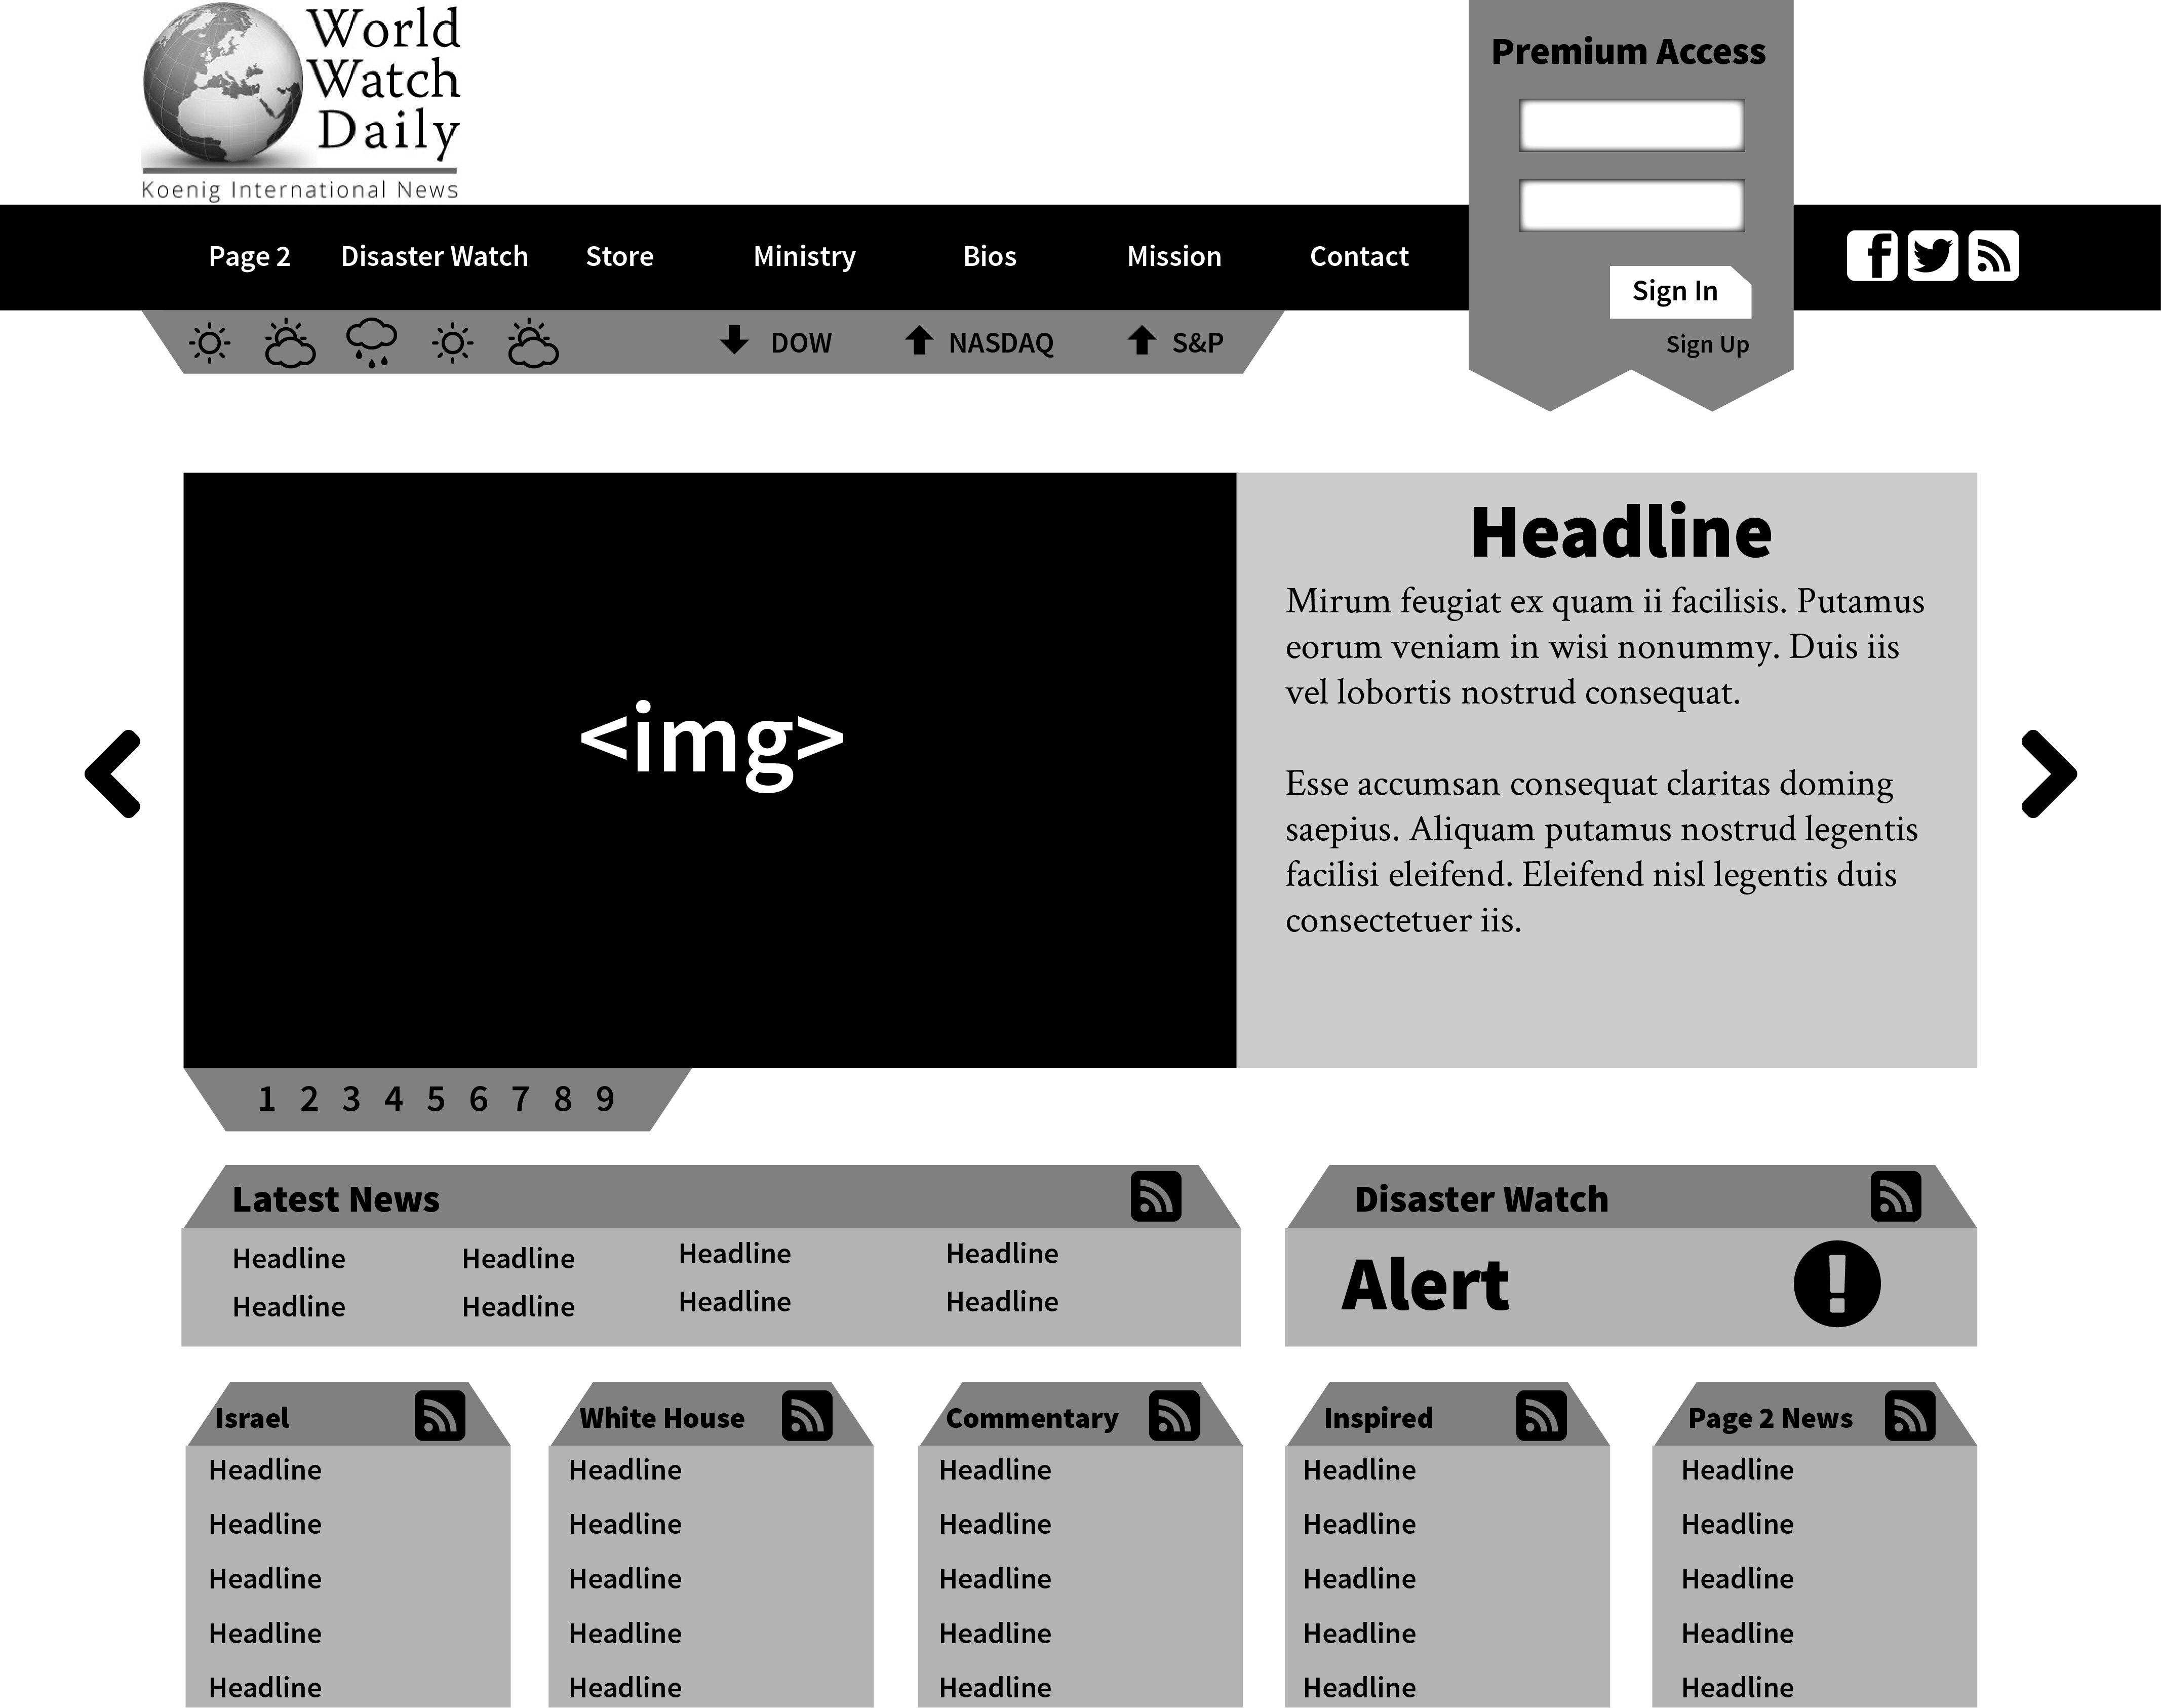 World
Watch
Daily
Koenig International News
Premium Access
Page 2 Disaster Watch Store Ministry Bios Mission Contact
Sign In
Sign Up
DOW NASDAQ S&P
<img>
Headline
Mirum feugiat ex quam ii facilisis. Putamus
eorum veniam in wisi nonummy. Duis iis
vel lobortis nostrud consequat.
Esse accumsan consequat claritas doming
saepius. Aliquam putamus nostrud legentis
facilisi eleifend. Eleifend nisl legentis duis
consectetuer iis.
1 2 3 4 5 6 7 8 9
Latest News
Headline Headline Headline Headline
Headline Headline Headline Headline
Disaster Watch
Alert
Israel
Headline
Headline
Headline
Headline
Headline
White House
Headline
Headline
Headline
Headline
Headline
Commentary
Headline
Headline
Headline
Headline
Headline
Inspired
Headline
Headline
Headline
Headline
Headline
Page 2 News
Headline
Headline
Headline
Headline
Headline